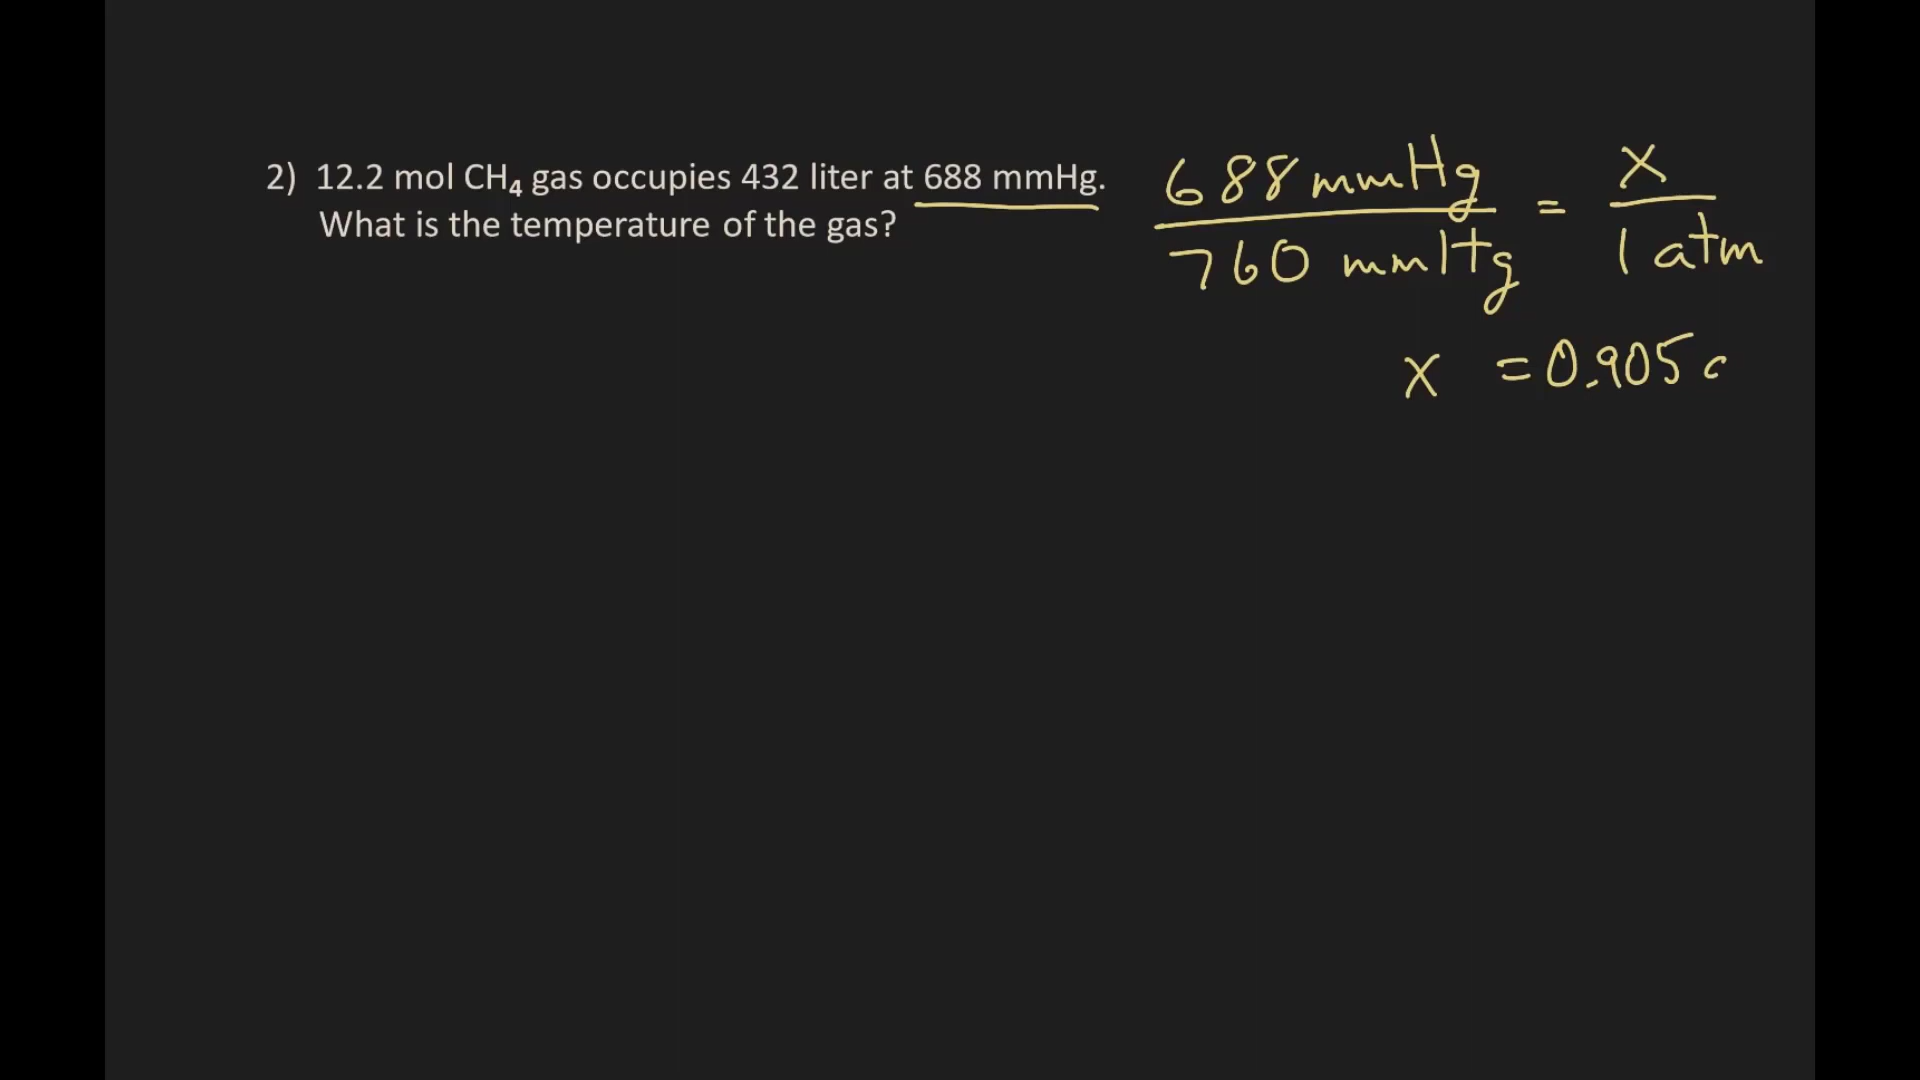 2) 12.2 mol CH₄ gas occupies 432 liter at 688 mmHg.
What is the temperature of the gas?
688 mmHg / 760 mmHg = x / 1 atm
x = 0.905